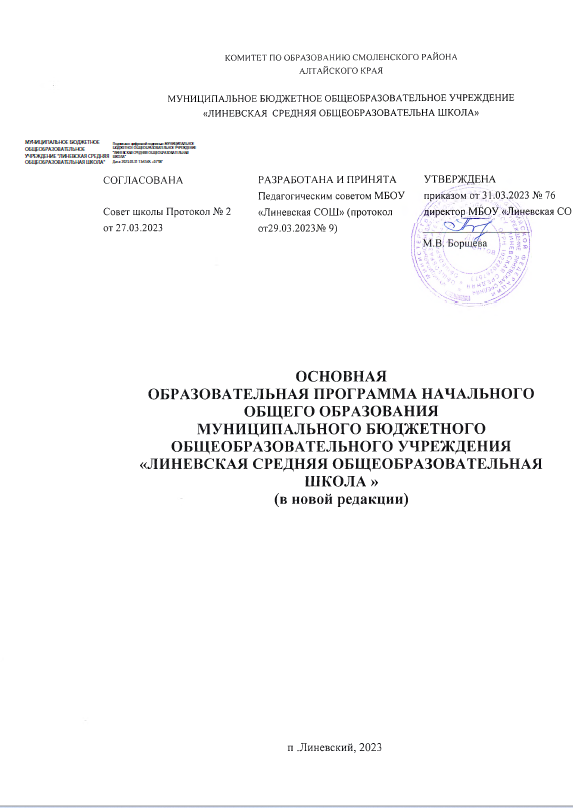 КОМИТЕТ ПО ОБРАЗОВАНИЮ СМОЛЕНСКОГО РАЙОНА
АЛТАЙСКОГО КРАЯ
МУНИЦИПАЛЬНОЕ БЮДЖЕТНОЕ ОБЩЕОБРАЗОВАТЕЛЬНОЕ УЧРЕЖДЕНИЕ
«ЛИНЕВСКАЯ СРЕДНЯЯ ОБЩЕОБРАЗОВАТЕЛЬНА ШКОЛА»
МУНИЦИПАЛЬНОЕ БЮДЖЕТНОЕ
ОБЩЕОБРАЗОВАТЕЛЬНОЕ
УЧРЕЖДЕНИЕ "ЛИНЕВСКАЯ СРЕДНЯЯ
ОБЩЕОБРАЗОВАТЕЛЬНАЯ ШКОЛА"
СОГЛАСОВАНА
Совет школы Протокол № 2
от 27.03.2023
РАЗРАБОТАНА И ПРИНЯТА
Педагогическим советом МБОУ
«Линевская СОШ» (протокол
от29.03.2023№ 9)
УТВЕРЖДЕНА
приказом от 31.03.2023 № 76
директор МБОУ «Линевская СО
М.В. Борщева
ОСНОВНАЯ
ОБРАЗОВАТЕЛЬНАЯ ПРОГРАММА НАЧАЛЬНОГО
ОБЩЕГО ОБРАЗОВАНИЯ
МУНИЦИПАЛЬНОГО БЮДЖЕТНОГО
ОБЩЕОБРАЗОВАТЕЛЬНОГО УЧРЕЖДЕНИЯ
«ЛИНЕВСКАЯ СРЕДНЯЯ ОБЩЕОБРАЗОВАТЕЛЬНАЯ
ШКОЛА »
(в новой редакции)
п .Линевский, 2023